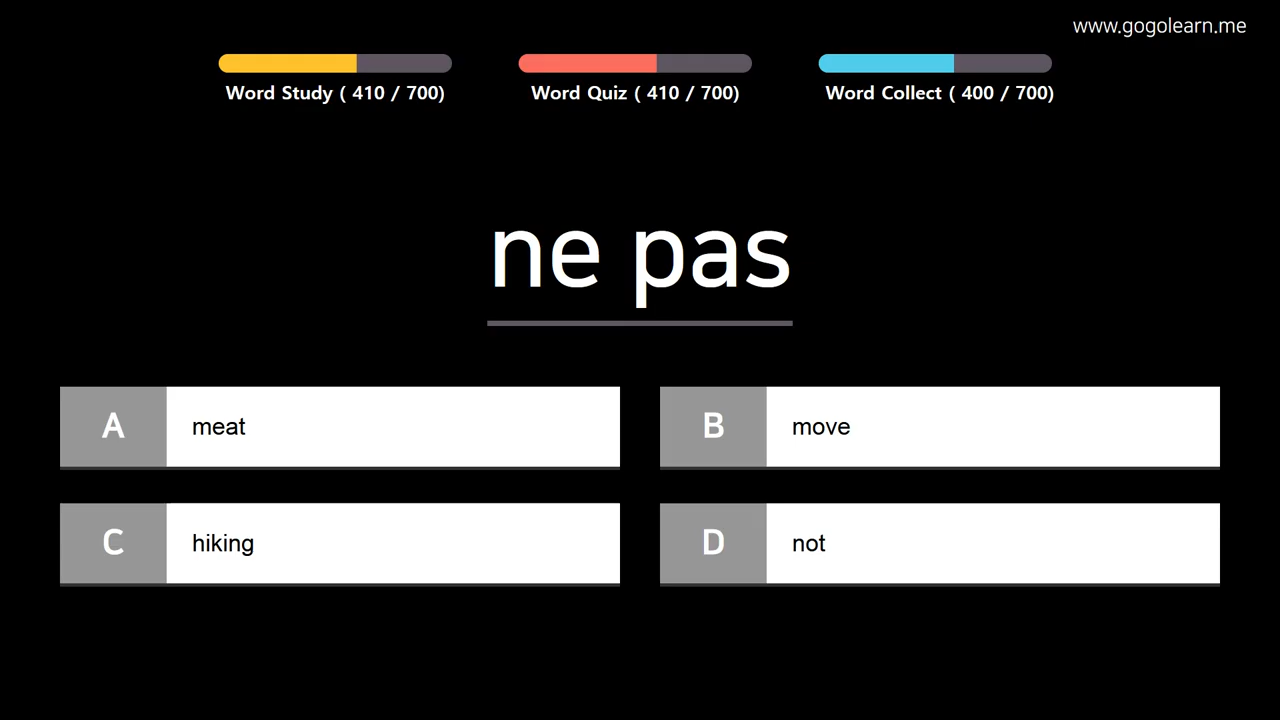 www.gogolearn.me
Word Study ( 410 / 700)
Word Quiz ( 410 / 700)
Word Collect ( 400 / 700)
ne pas
A meat
B move
C hiking
D not